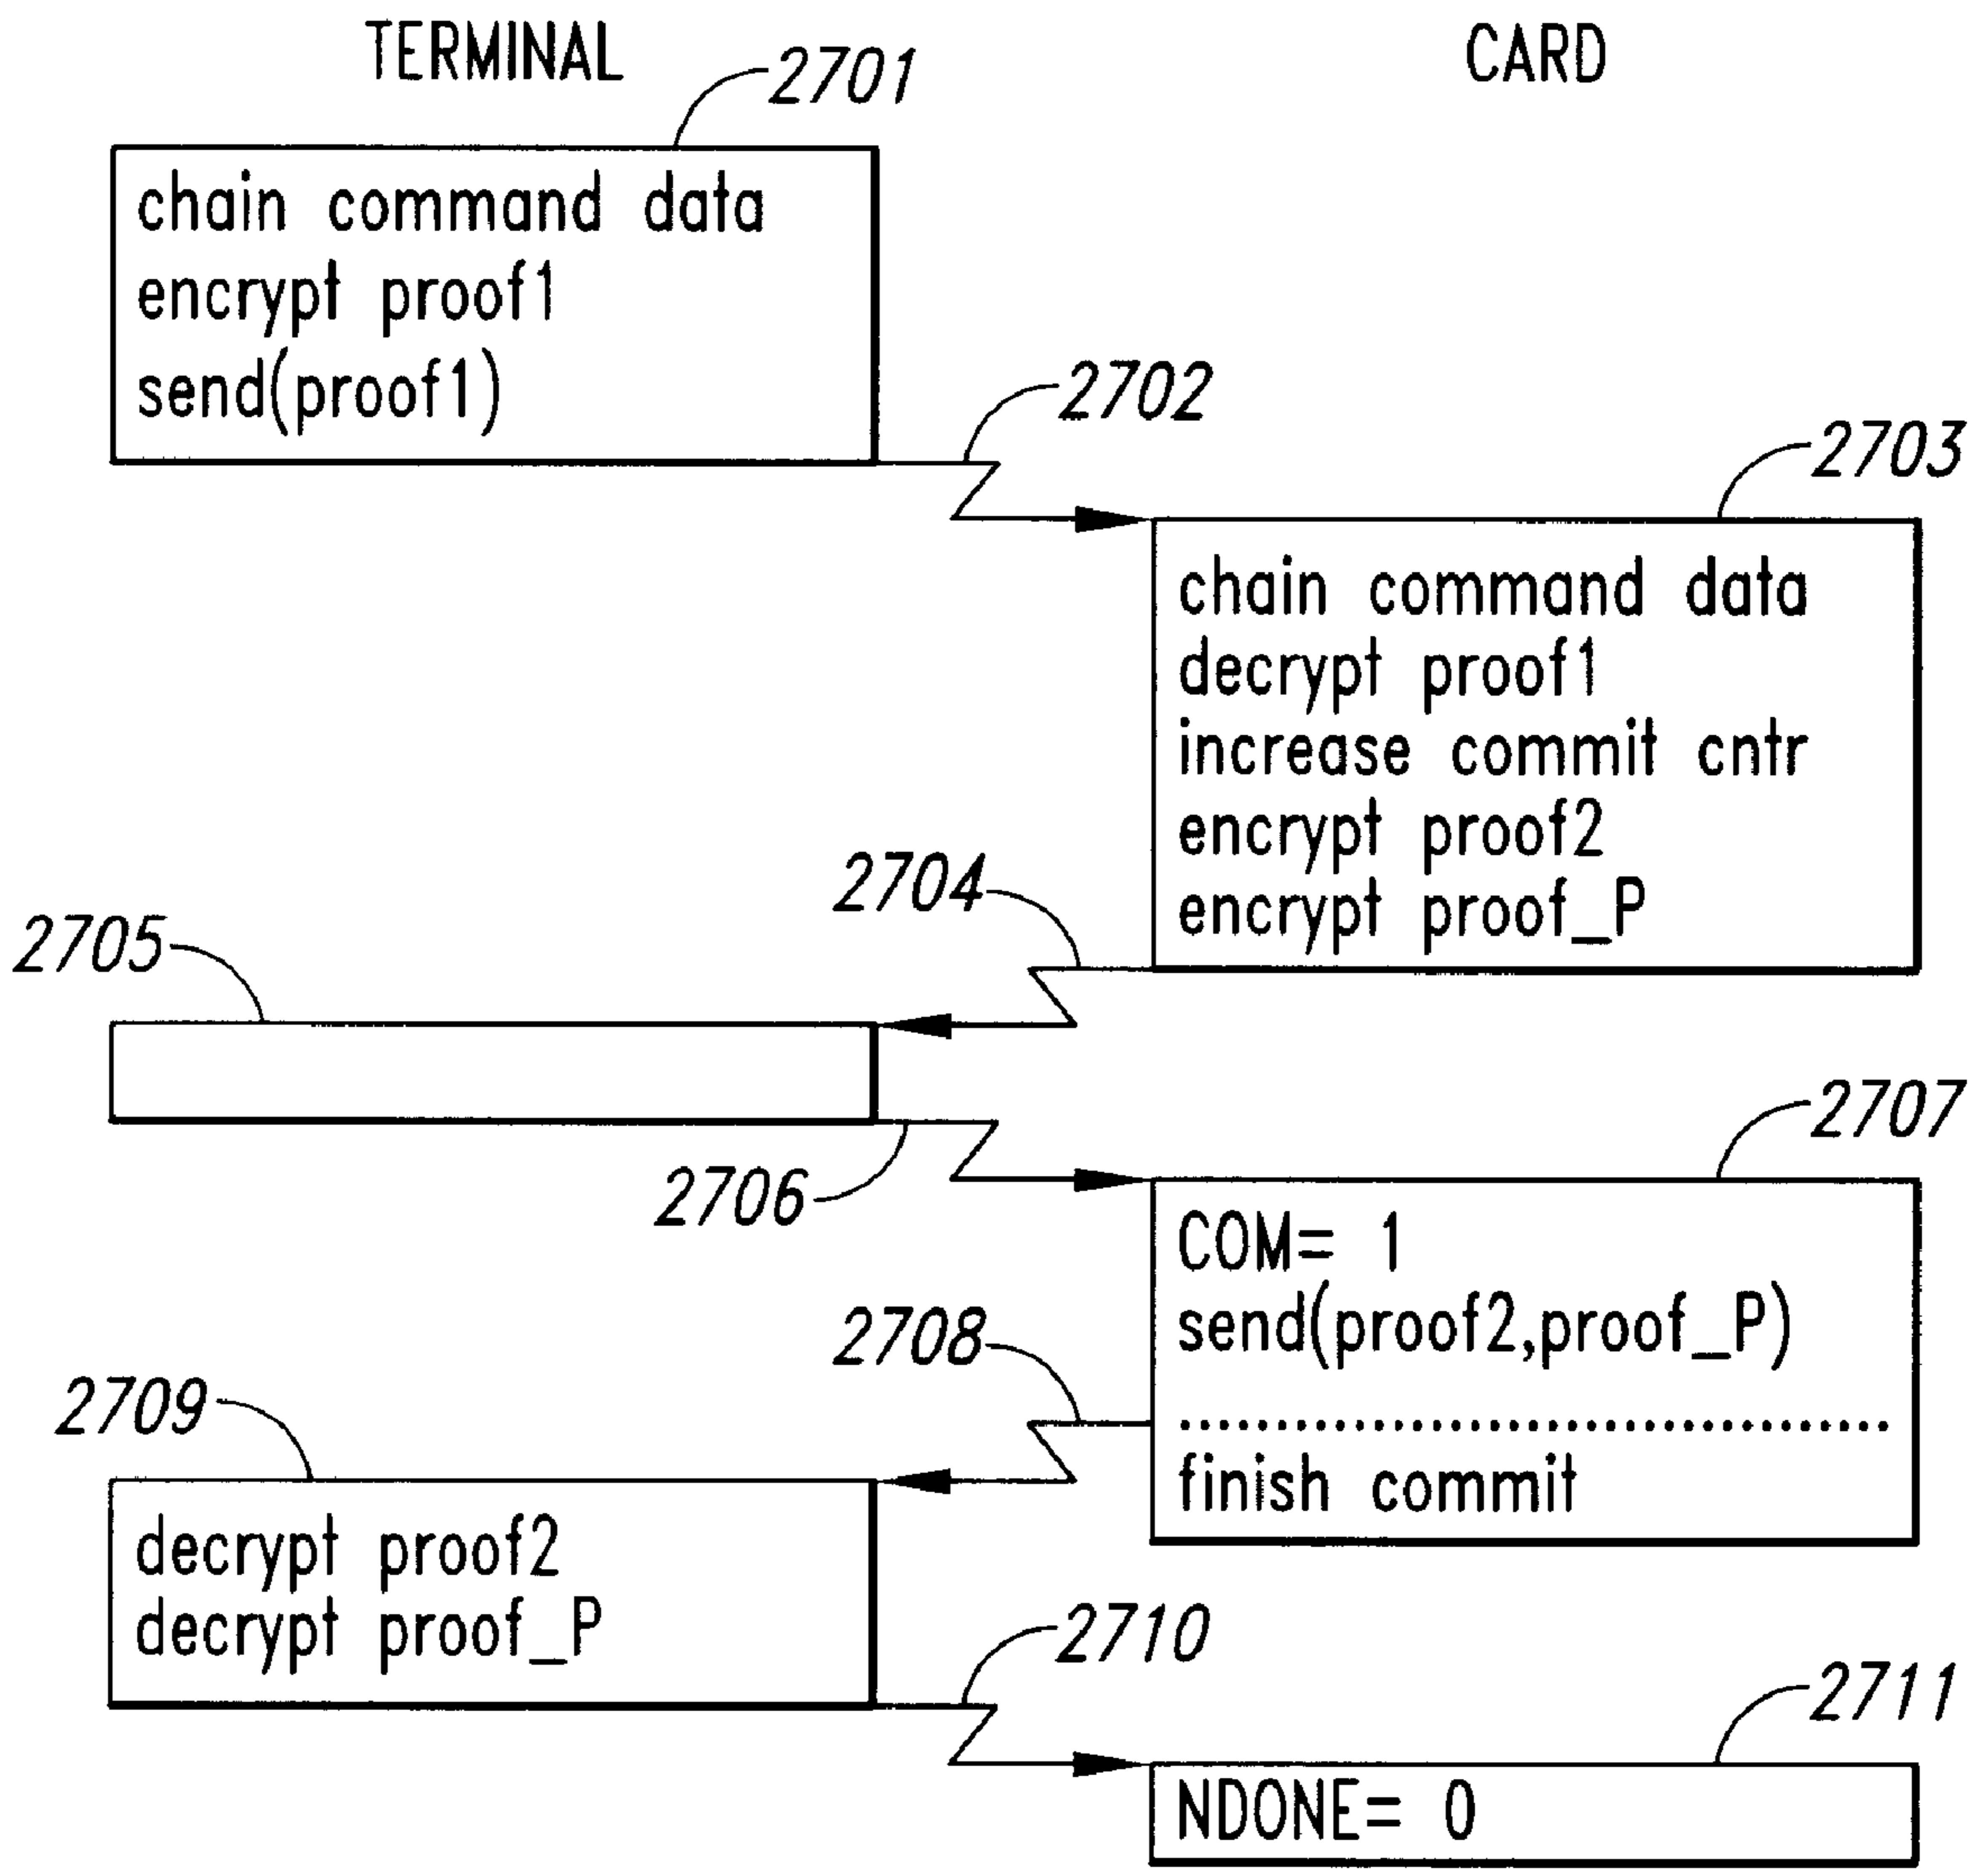 TERMINAL
CARD
2701
chain command data
encrypt proof1
send(proof1)
2702
2703
chain command data
decrypt proof1
increase commit cntr
encrypt proof2
encrypt proof_P
2704
2705
2706
2707
COM= 1
send(proof2,proof_P)
2708
finish commit
2709
decrypt proof2
decrypt proof_P
2710
2711
NDONE= 0